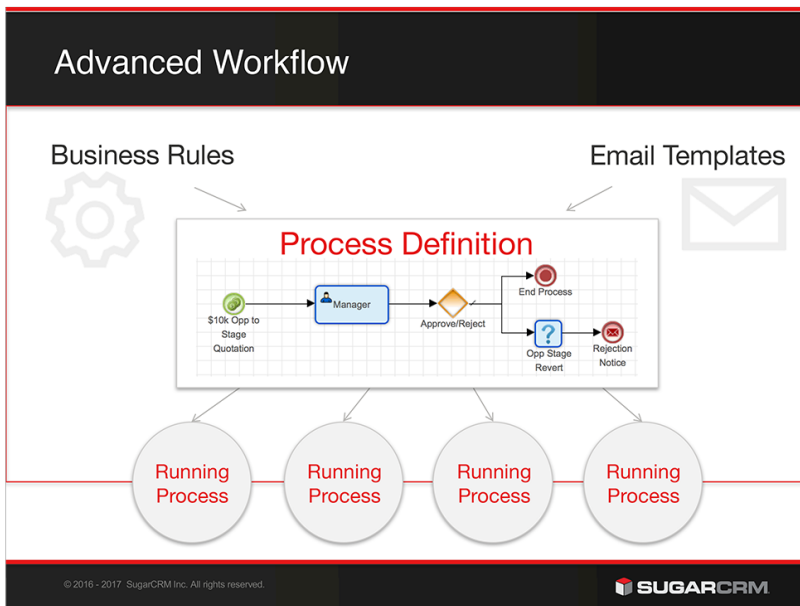 Advanced Workflow
Business Rules
Email Templates
Process Definition
$10k Opp to
Stage
Quotation
Manager
Approve/Reject
End Process
Opp Stage
Revert
Rejection
Notice
Running
Process
Running
Process
Running
Process
Running
Process
© 2016 - 2017 SugarCRM Inc. All rights reserved.
SUGARCRM